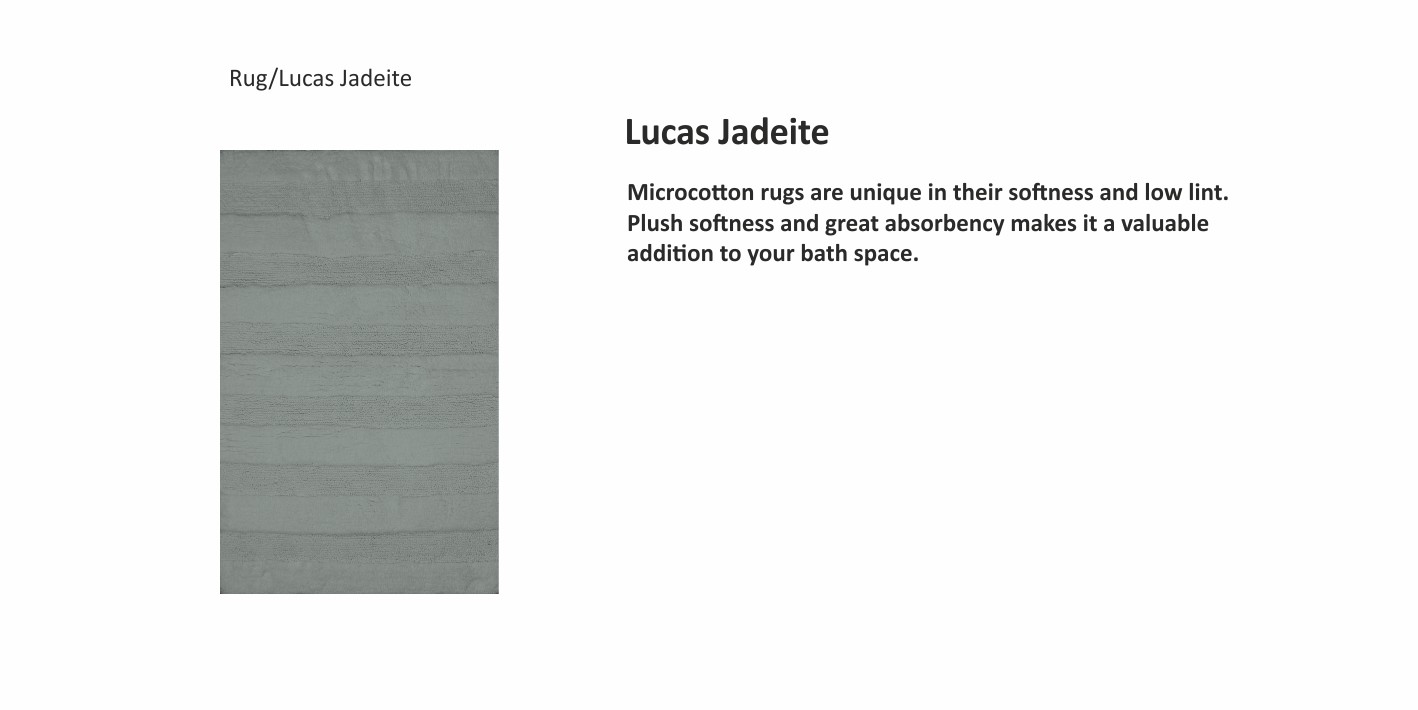 Rug/Lucas Jadeite
Lucas Jadeite
Microcotton rugs are unique in their softness and low lint.
Plush softness and great absorbency makes it a valuable
addition to your bath space.